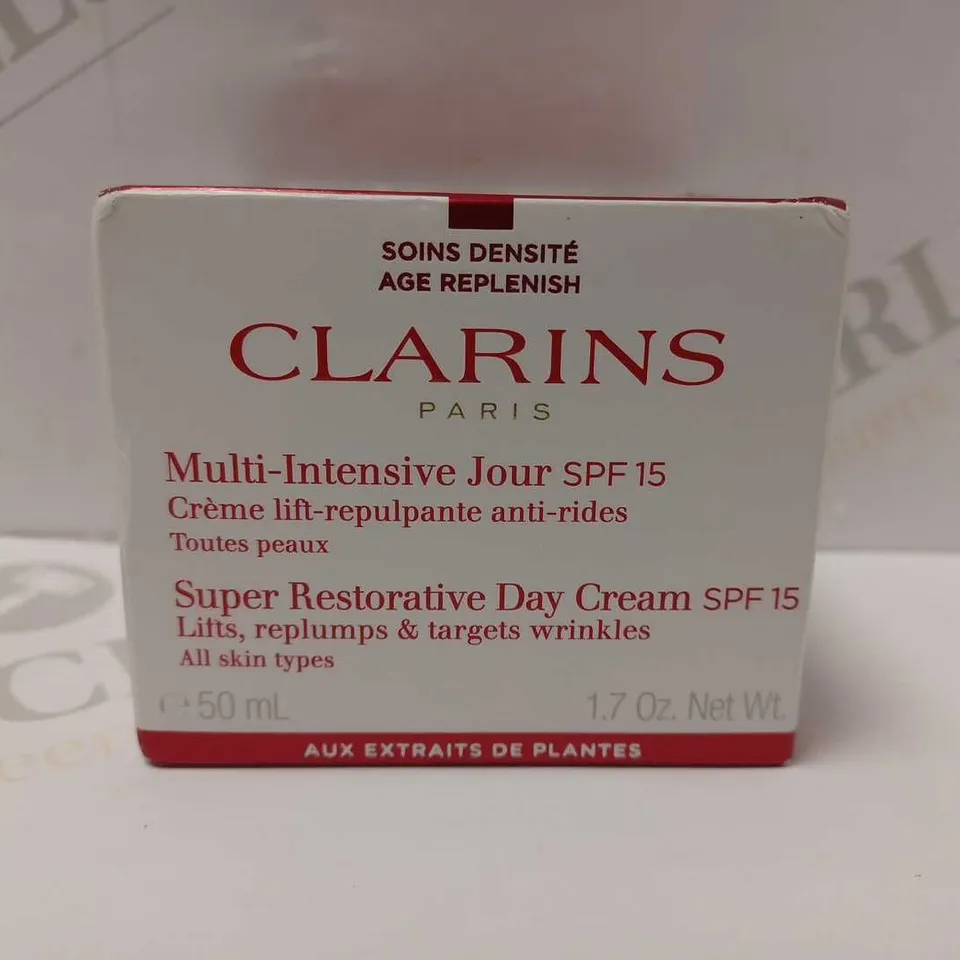 SOINS DENSITÉ
AGE REPLENISH
CLARINS
PARIS
Multi-Intensive Jour SPF 15
Crème lift-repulpante anti-rides
Toutes peaux
Super Restorative Day Cream SPF 15
Lifts, replumps & targets wrinkles
All skin types
e 50 mL 1.7 Oz. Net Wt.
AUX EXTRAITS DE PLANTES